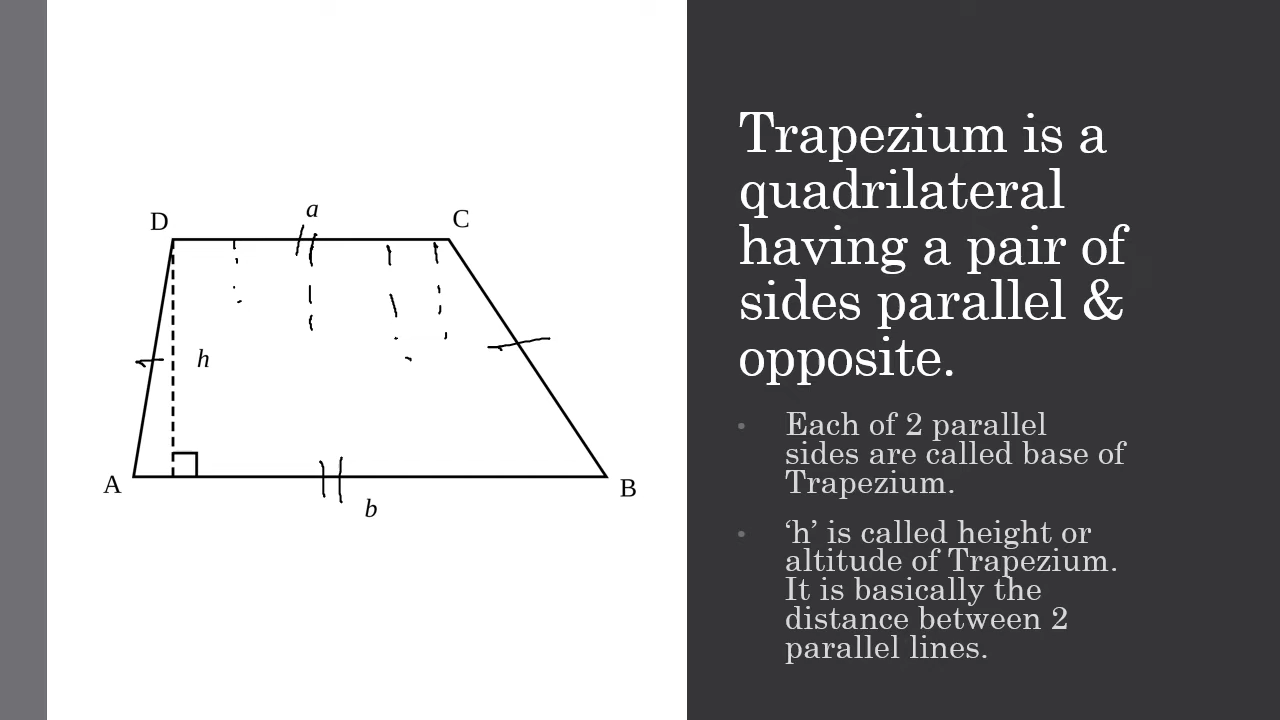 D
a
C
h
A
b
B
Trapezium is a
quadrilateral
having a pair of
sides parallel &
opposite.
• Each of 2 parallel
sides are called base of
Trapezium.
• ‘h’ is called height or
altitude of Trapezium.
It is basically the
distance between 2
parallel lines.